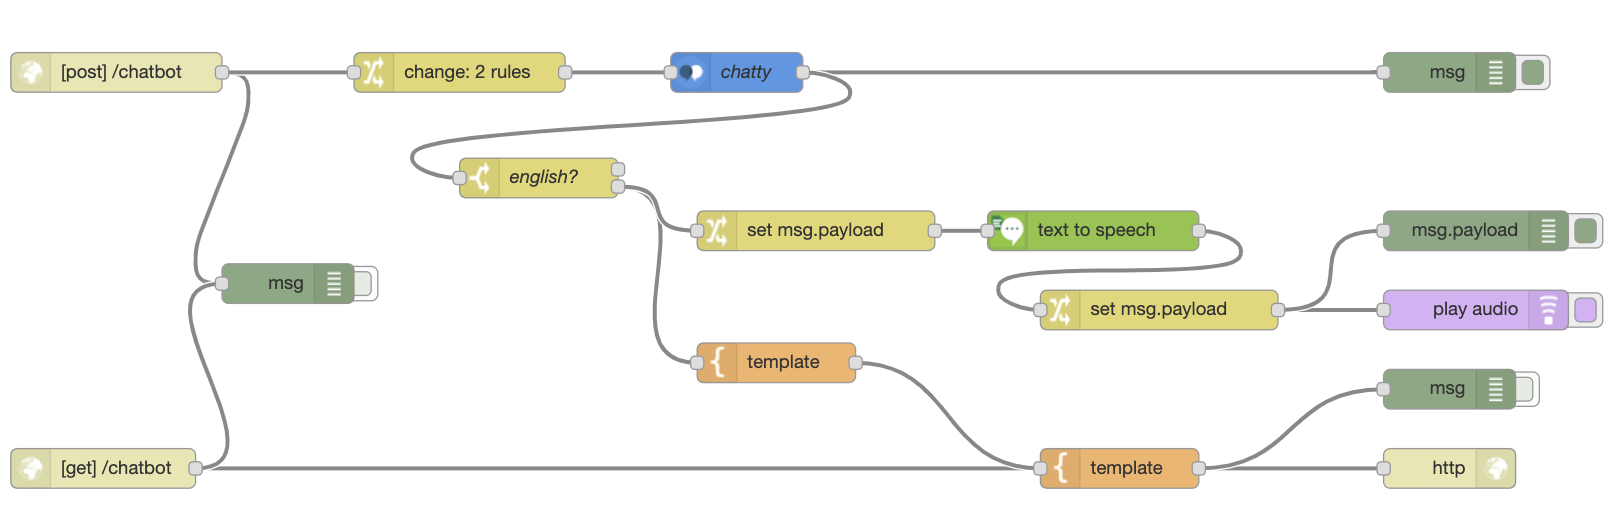 [post] /chatbot
change: 2 rules
chatty
msg
english?
set msg.payload
text to speech
msg.payload
msg
set msg.payload
play audio
template
msg
[get] /chatbot
template
http